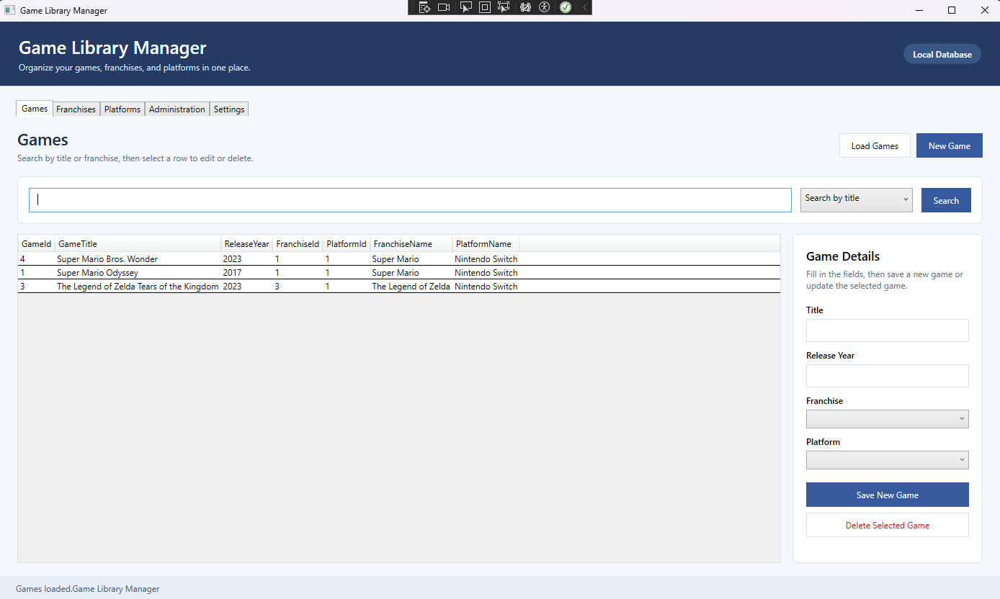 Game Library Manager
Game Library Manager
Organize your games, franchises, and platforms in one place.
Local Database
Games Franchises Platforms Administration Settings
Games
Search by title or franchise, then select a row to edit or delete.
Load Games New Game
Search by title Search
GameId GameTitle ReleaseYear FranchiseId PlatformId FranchiseName PlatformName
4 Super Mario Bros. Wonder 2023 1 1 Super Mario Nintendo Switch
1 Super Mario Odyssey 2017 1 1 Super Mario Nintendo Switch
3 The Legend of Zelda Tears of the Kingdom 2023 3 1 The Legend of Zelda Nintendo Switch
Game Details
Fill in the fields, then save a new game or
update the selected game.
Title
Release Year
Franchise
Platform
Save New Game
Delete Selected Game
Games loaded.Game Library Manager